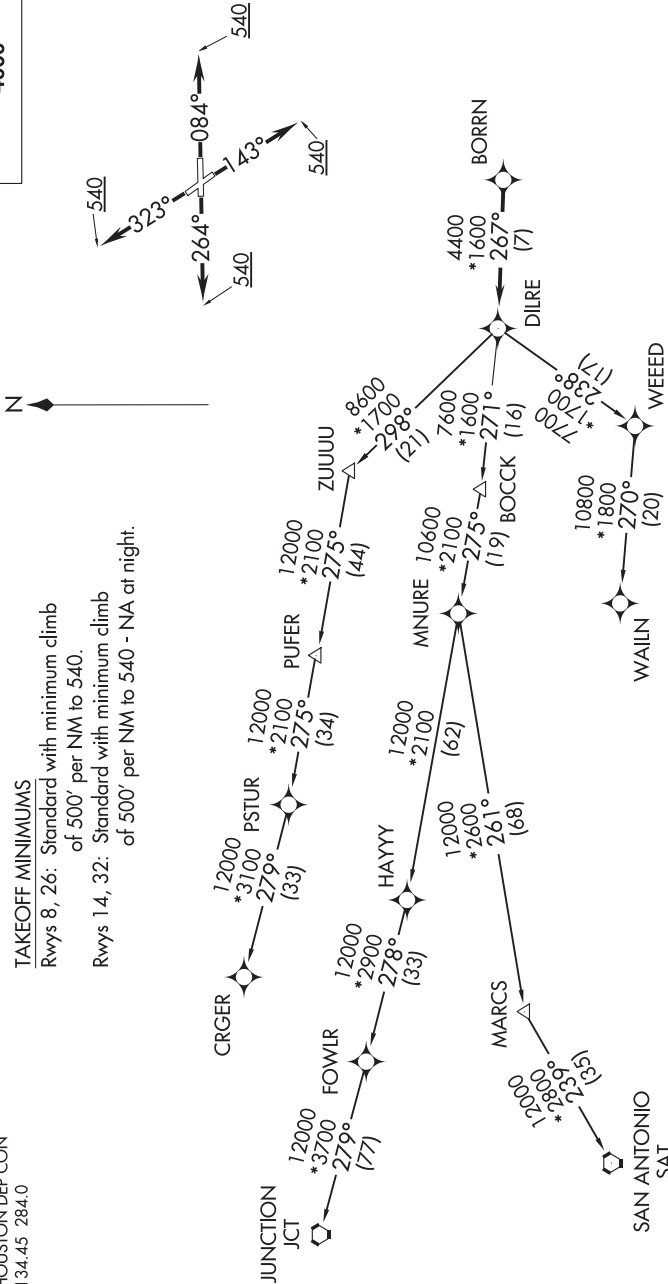 HOUSTON DEP CON
134.45 284.0
TAKEOFF MINIMUMS
Rwys 8, 26: Standard with minimum climb
of 500' per NM to 540.
Rwys 14, 32: Standard with minimum climb
of 500' per NM to 540 - NA at night.
N
540
540
323°
084°
264°
143°
540
540
BORRN
4400
*1600
267°
(7)
DILRE
8600
*1700
298°
(21)
ZUUUU
7600
*1600
271°
(16)
BOCCK
7700
*1700
238°
(17)
WEEED
10800
*1800
270°
(20)
WAILN
12000
*2100
275°
(44)
PUFER
12000
*2100
275°
(34)
PSTUR
12000
*3100
279°
(33)
CRGER
10600
*2100
275°
(19)
MNURE
12000
*2100
(62)
HAYYY
12000
*2900
278°
(33)
FOWLR
12000
*3700
279°
(77)
JUNCTION
JCT
12000
*2600
261°
(68)
MARCS
12000
*2800
239°
(35)
SAN ANTONIO
SAT